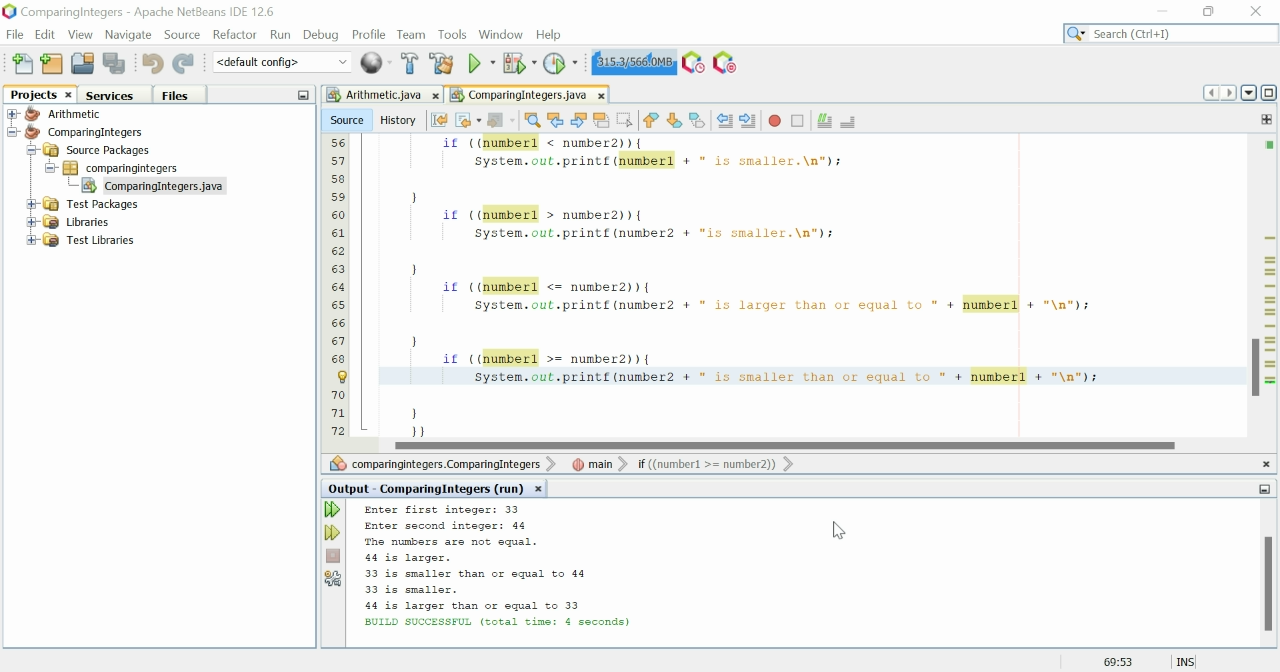 ComparingIntegers - Apache NetBeans IDE 12.6
File Edit View Navigate Source Refactor Run Debug Profile Team Tools Window Help
Search (Ctrl+I)
<default config>
315.3/566.0MB
Projects Services Files
Arithmetic
ComparingIntegers
Source Packages
comparingintegers
ComparingIntegers.java
Test Packages
Libraries
Test Libraries
Arithmetic.java ComparingIntegers.java
Source History
56 if ((number1 < number2)){
57 System.out.printf(number1 + " is smaller.\n");
58
59 }
60 if ((number1 > number2)){
61 System.out.printf(number2 + "is smaller.\n");
62
63 }
64 if ((number1 <= number2)){
65 System.out.printf(number2 + " is larger than or equal to " + number1 + "\n");
66
67 }
68 if ((number1 >= number2)){
System.out.printf(number2 + " is smaller than or equal to " + number1 + "\n");
70
71 }
72 }}
comparingintegers.ComparingIntegers main if ((number1 >= number2))
Output - ComparingIntegers (run)
Enter first integer: 33
Enter second integer: 44
The numbers are not equal.
44 is larger.
33 is smaller than or equal to 44
33 is smaller.
44 is larger than or equal to 33
BUILD SUCCESSFUL (total time: 4 seconds)
69:53 INS